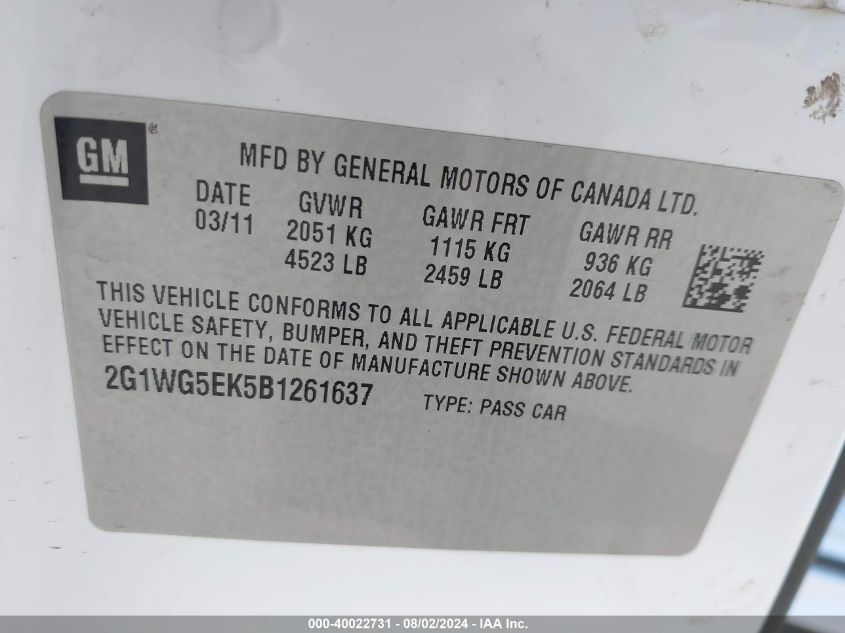 GM ®
MFD BY GENERAL MOTORS OF CANADA LTD.
DATE GVWR GAWR FRT GAWR RR
03/11 2051 KG 1115 KG 936 KG
4523 LB 2459 LB 2064 LB
THIS VEHICLE CONFORMS TO ALL APPLICABLE U.S. FEDERAL MOTOR
VEHICLE SAFETY, BUMPER, AND THEFT PREVENTION STANDARDS IN
EFFECT ON THE DATE OF MANUFACTURE SHOWN ABOVE.
2G1WG5EK5B1261637 TYPE: PASS CAR
000-40022731 - 08/02/2024 - IAA Inc.